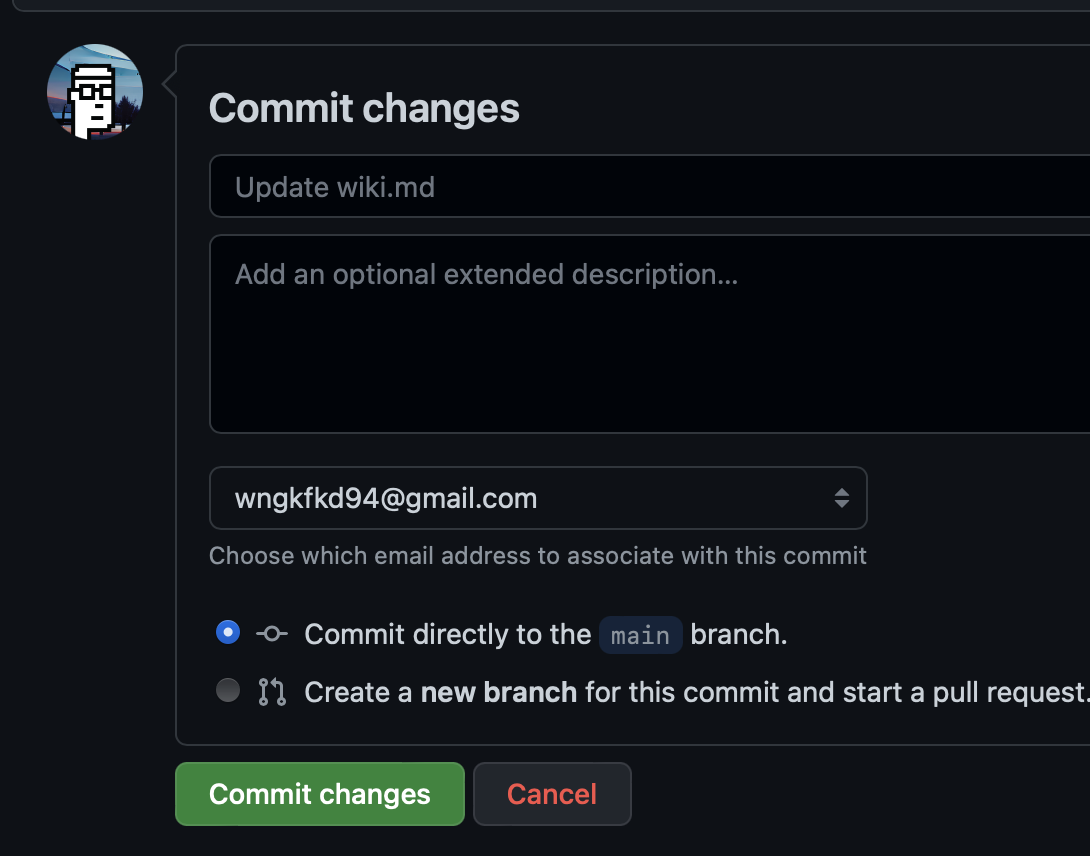 Commit changes
Update wiki.md
Add an optional extended description...
wngkfkd94@gmail.com
Choose which email address to associate with this commit
Commit directly to the main branch.
Create a new branch for this commit and start a pull request.
Commit changes
Cancel